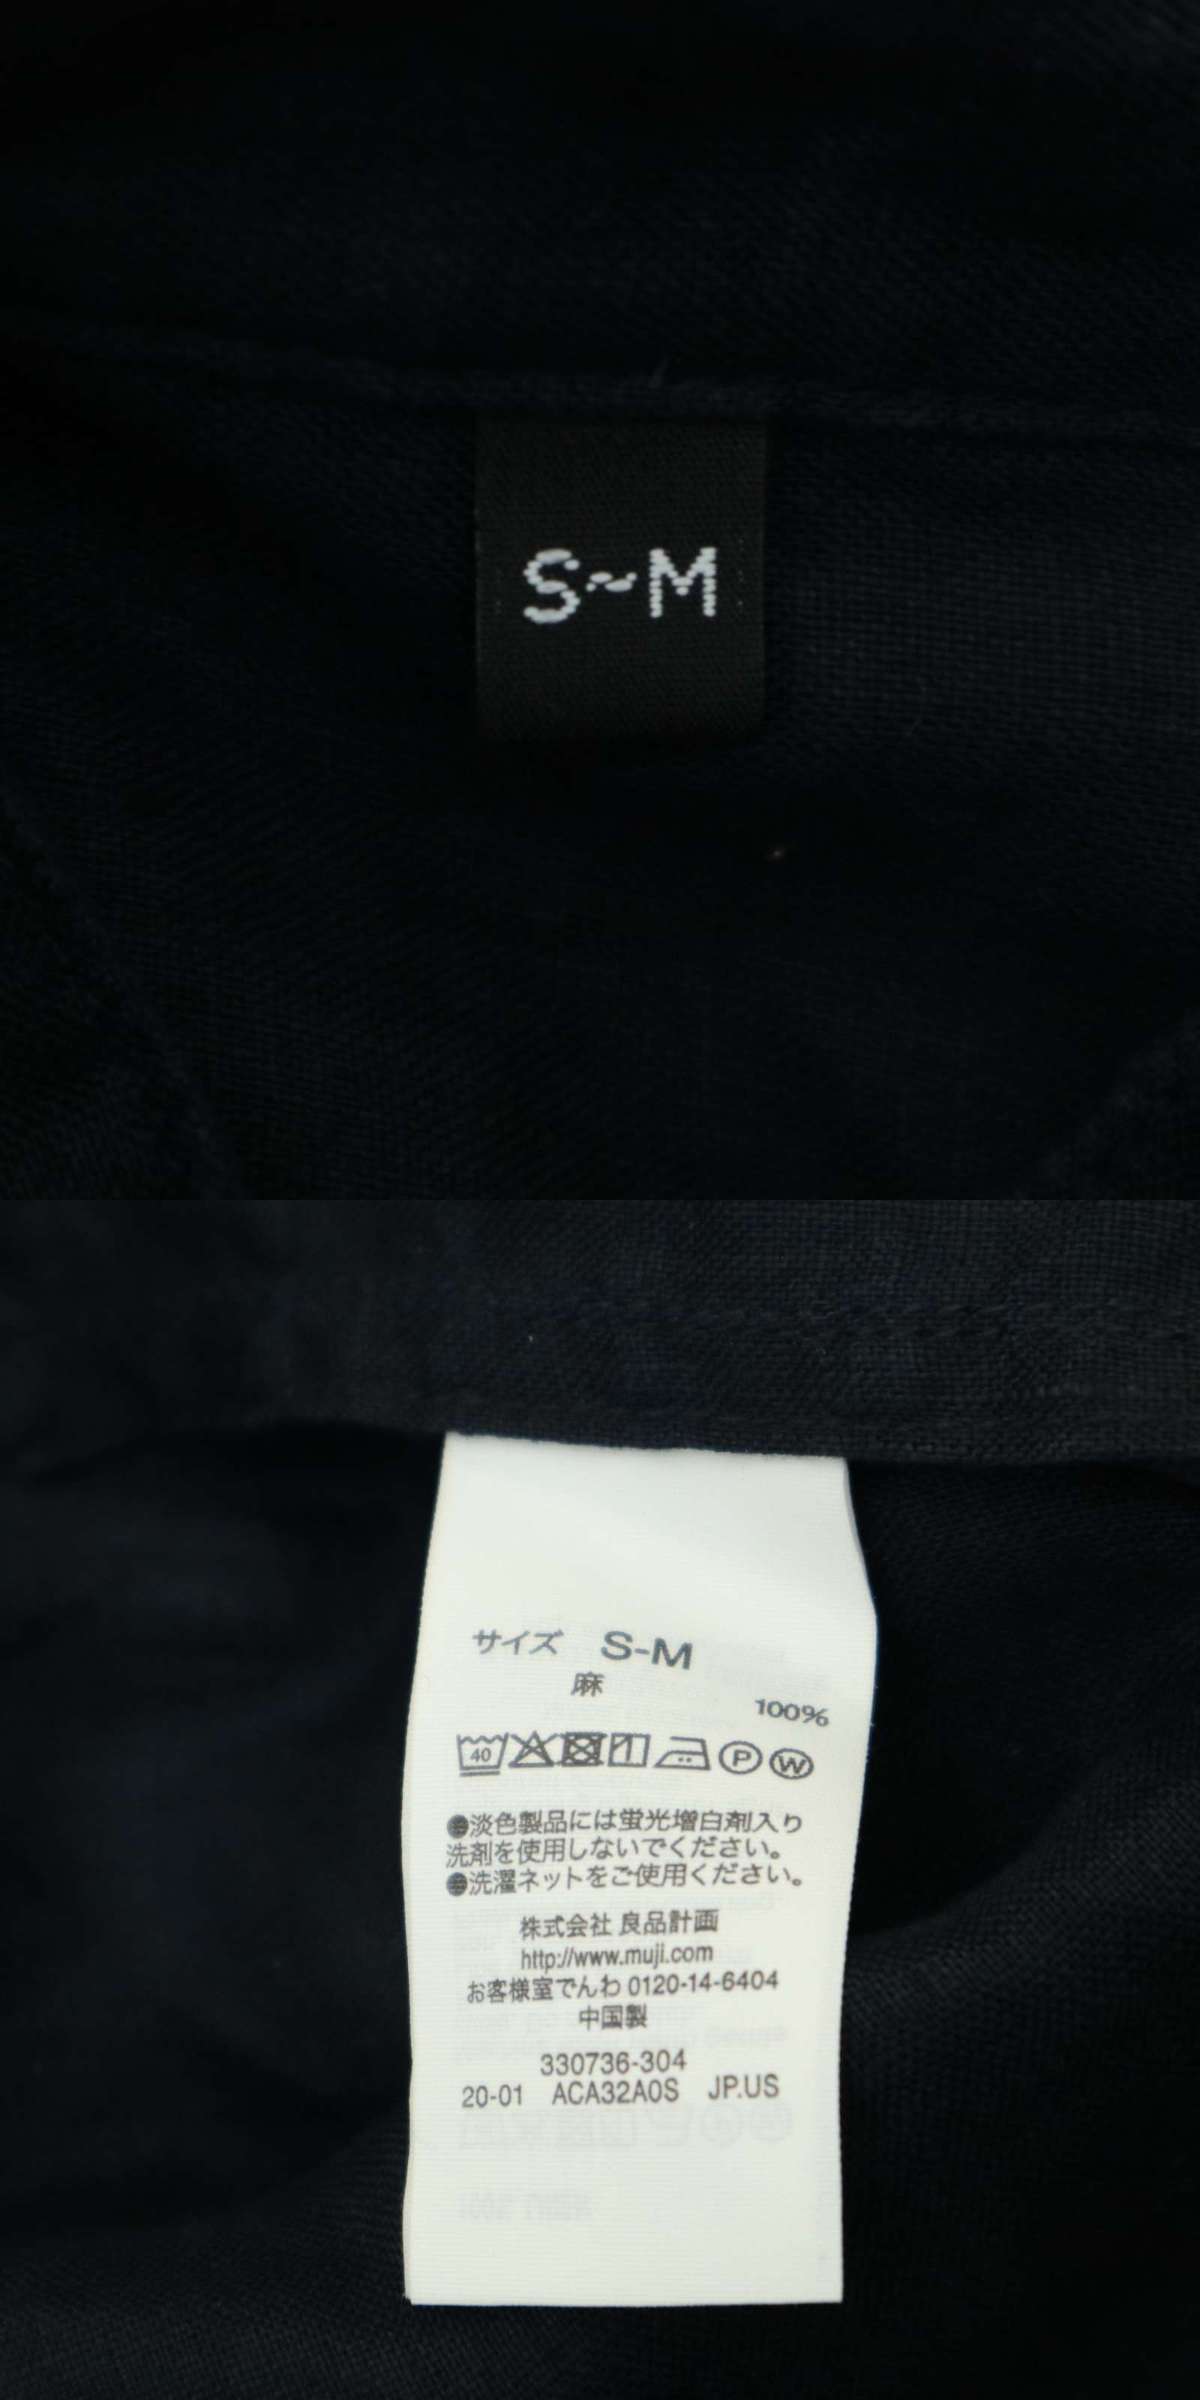 S~M
サイズ S-M
麻
100%
40 P W
●淡色製品には蛍光増白剤入り
洗剤を使用しないでください。
●洗濯ネットをご使用ください。
株式会社 良品計画
http://www.muji.com
お客様室でんわ 0120-14-6404
中国製
330736-304
20-01 ACA32A0S JP.US